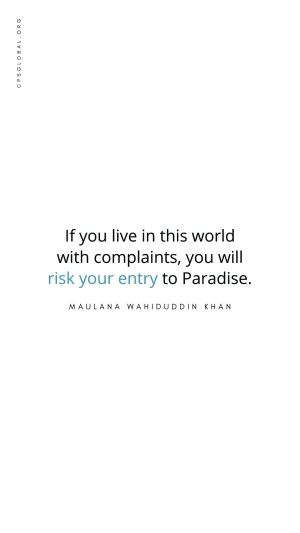 CPSGLOBAL.ORG
If you live in this world
with complaints, you will
risk your entry to Paradise.
MAULANA WAHIDUDDIN KHAN